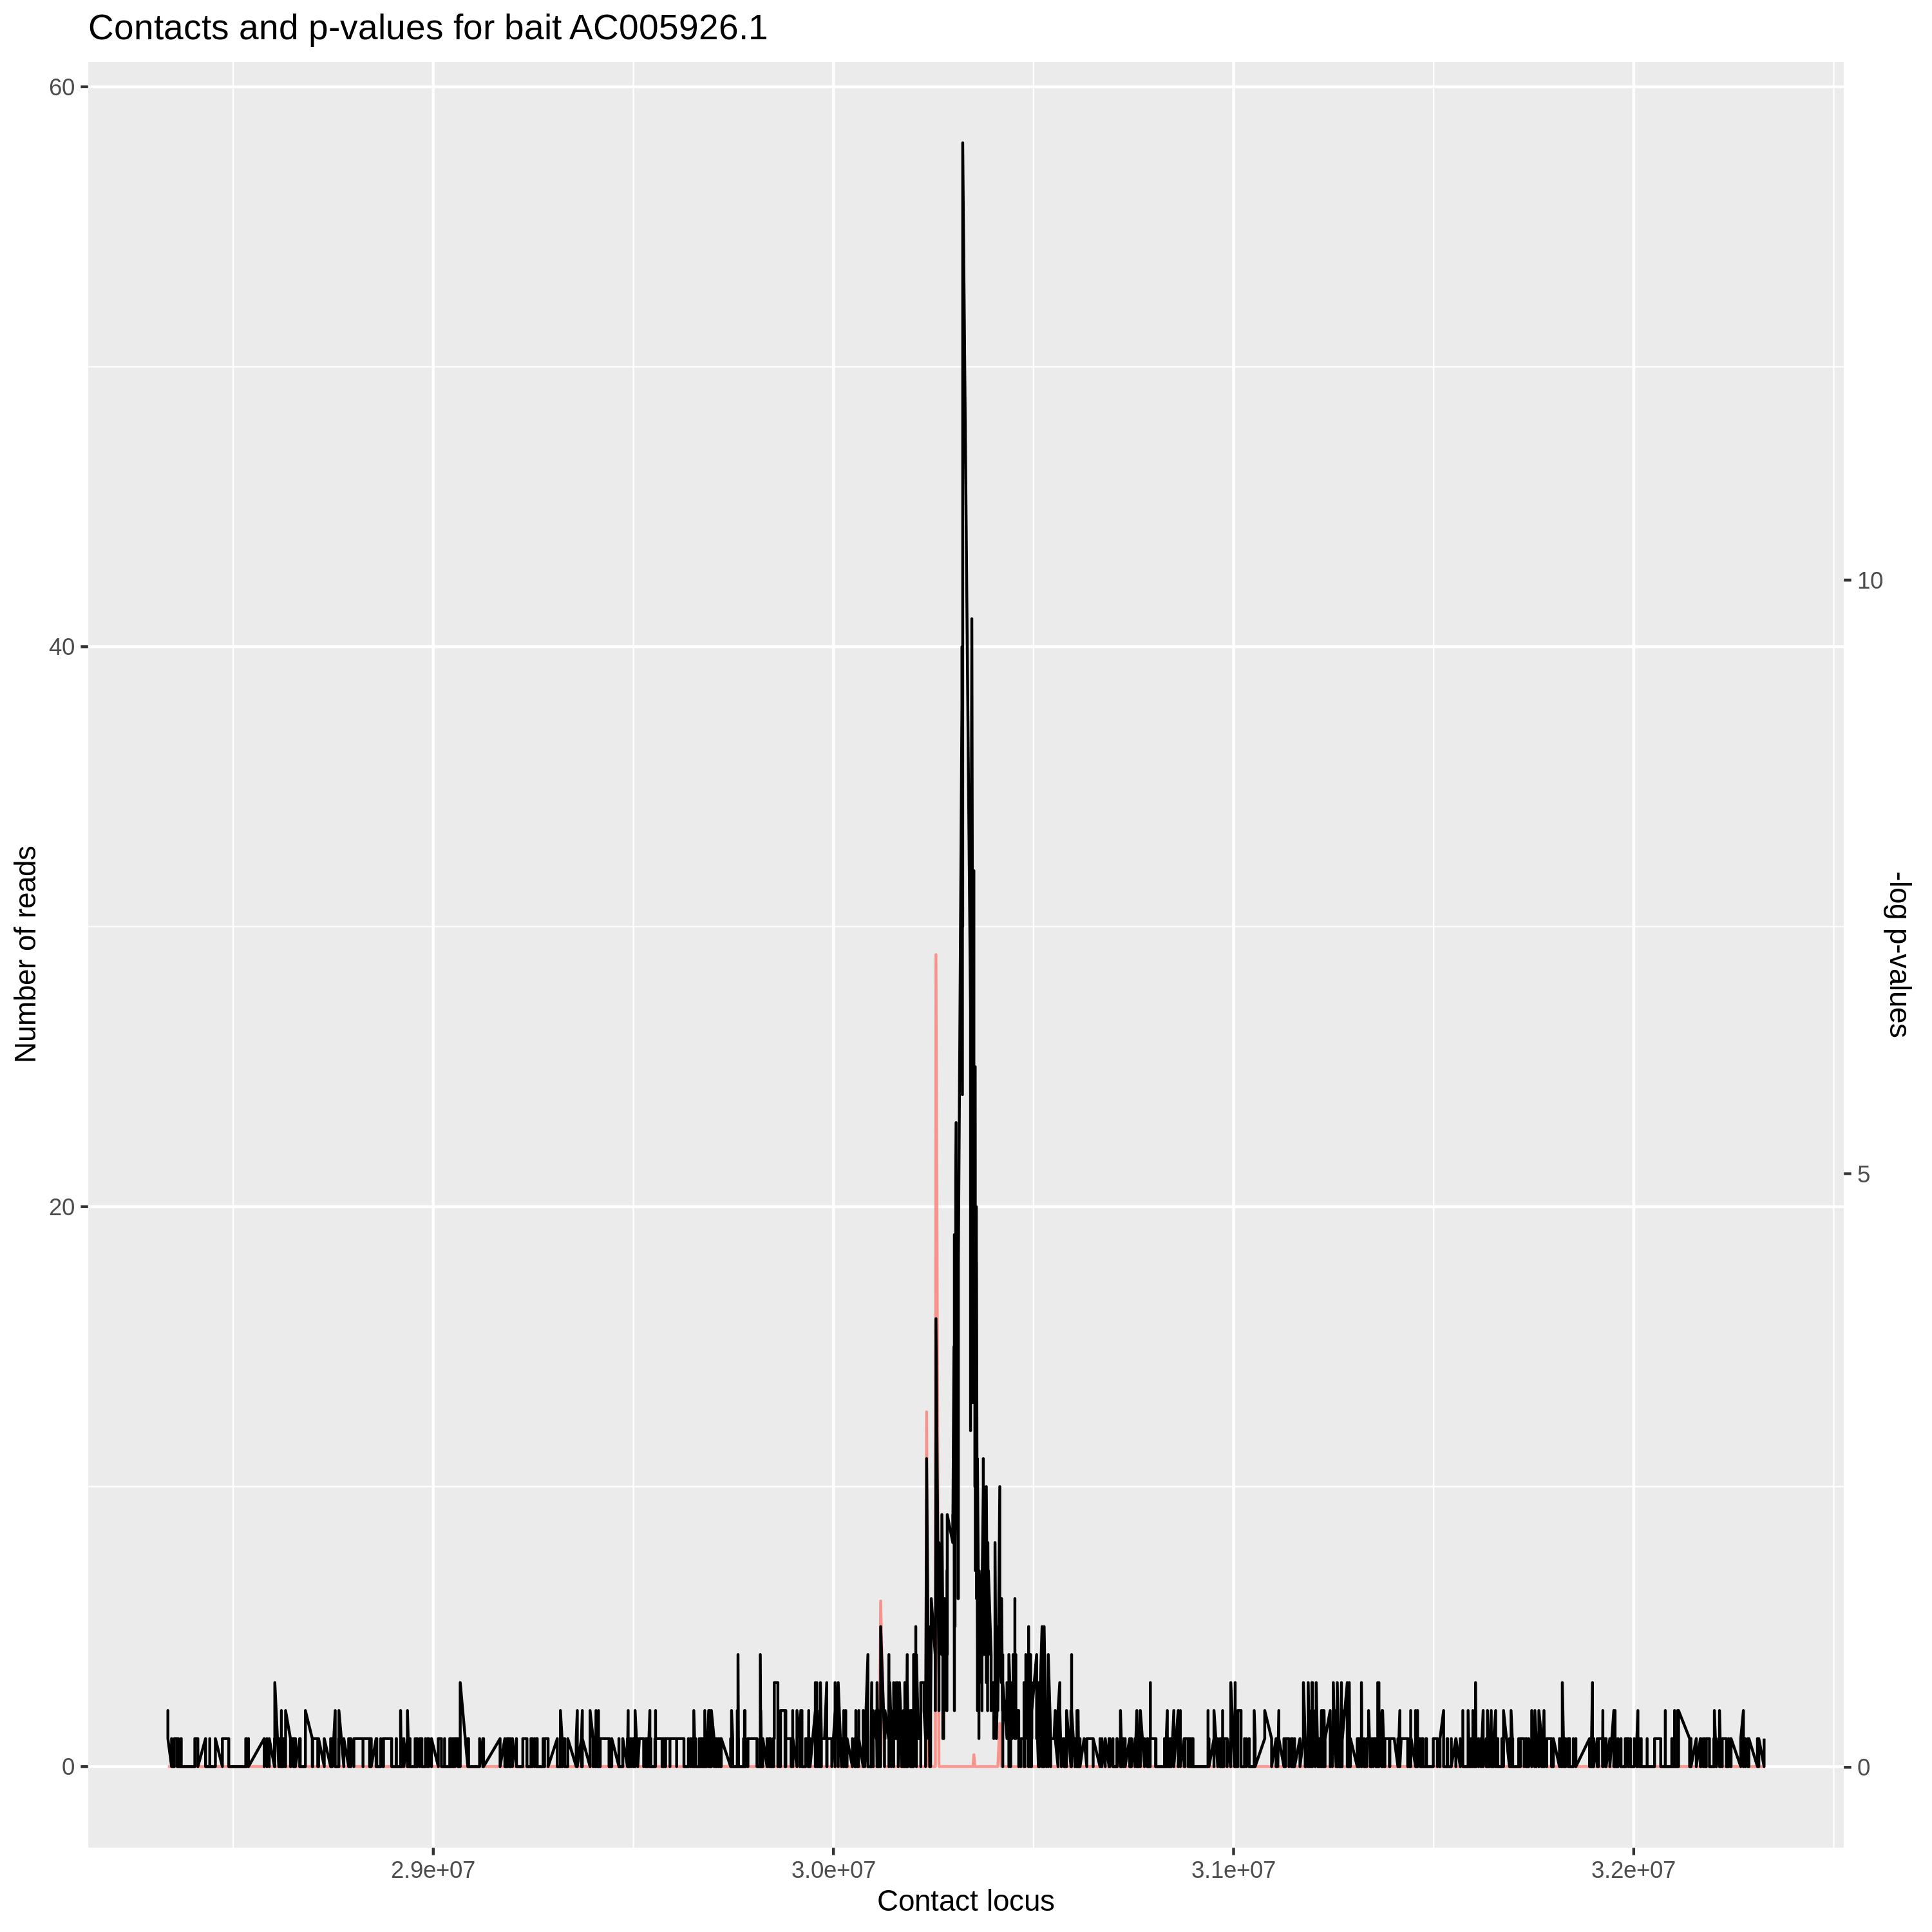 Contacts and p-values for bait AC005926.1
60
40
20
0
Number of reads
10
5
0
-log p-values
2.9e+07 3.0e+07 3.1e+07 3.2e+07
Contact locus